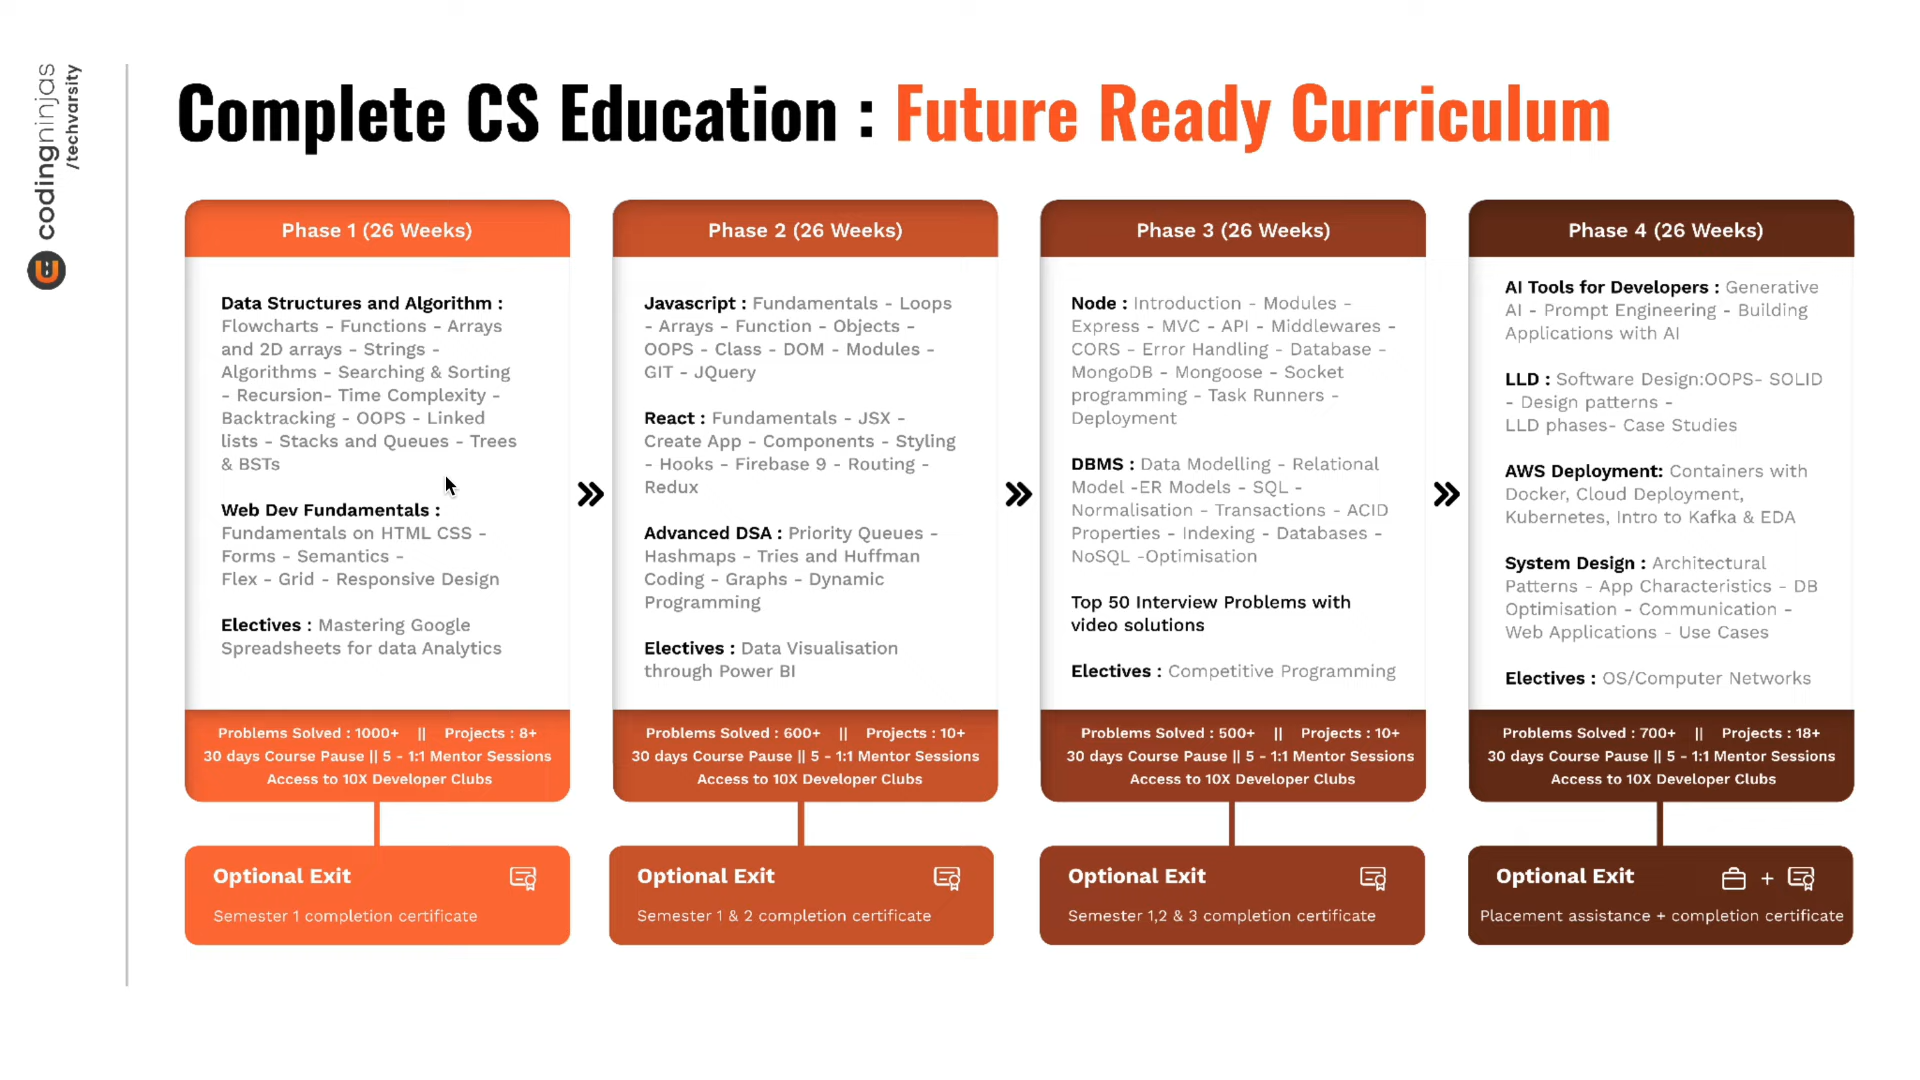 codingninjas
/techvarsity
Complete CS Education : Future Ready Curriculum
Phase 1 (26 Weeks)
Data Structures and Algorithm :
Flowcharts - Functions - Arrays
and 2D arrays - Strings -
Algorithms - Searching & Sorting
- Recursion- Time Complexity -
Backtracking - OOPS - Linked
lists - Stacks and Queues - Trees
& BSTs
Web Dev Fundamentals :
Fundamentals on HTML CSS -
Forms - Semantics -
Flex - Grid - Responsive Design
Electives : Mastering Google
Spreadsheets for data Analytics
Problems Solved : 1000+ || Projects : 8+
30 days Course Pause || 5 - 1:1 Mentor Sessions
Access to 10X Developer Clubs
Optional Exit
Semester 1 completion certificate
Phase 2 (26 Weeks)
Javascript : Fundamentals - Loops
- Arrays - Function - Objects -
OOPS - Class - DOM - Modules -
GIT - JQuery
React : Fundamentals - JSX -
Create App - Components - Styling
- Hooks - Firebase 9 - Routing -
Redux
Advanced DSA : Priority Queues -
Hashmaps - Tries and Huffman
Coding - Graphs - Dynamic
Programming
Electives : Data Visualisation
through Power BI
Problems Solved : 600+ || Projects : 10+
30 days Course Pause || 5 - 1:1 Mentor Sessions
Access to 10X Developer Clubs
Optional Exit
Semester 1 & 2 completion certificate
Phase 3 (26 Weeks)
Node : Introduction - Modules -
Express - MVC - API - Middlewares -
CORS - Error Handling - Database -
MongoDB - Mongoose - Socket
programming - Task Runners -
Deployment
DBMS : Data Modelling - Relational
Model -ER Models - SQL -
Normalisation - Transactions - ACID
Properties - Indexing - Databases -
NoSQL -Optimisation
Top 50 Interview Problems with
video solutions
Electives : Competitive Programming
Problems Solved : 500+ || Projects : 10+
30 days Course Pause || 5 - 1:1 Mentor Sessions
Access to 10X Developer Clubs
Optional Exit
Semester 1,2 & 3 completion certificate
Phase 4 (26 Weeks)
AI Tools for Developers : Generative
AI - Prompt Engineering - Building
Applications with AI
LLD : Software Design:OOPS- SOLID
- Design patterns -
LLD phases- Case Studies
AWS Deployment: Containers with
Docker, Cloud Deployment,
Kubernetes, Intro to Kafka & EDA
System Design : Architectural
Patterns - App Characteristics - DB
Optimisation - Communication -
Web Applications - Use Cases
Electives : OS/Computer Networks
Problems Solved : 700+ || Projects : 18+
30 days Course Pause || 5 - 1:1 Mentor Sessions
Access to 10X Developer Clubs
Optional Exit +
Placement assistance + completion certificate